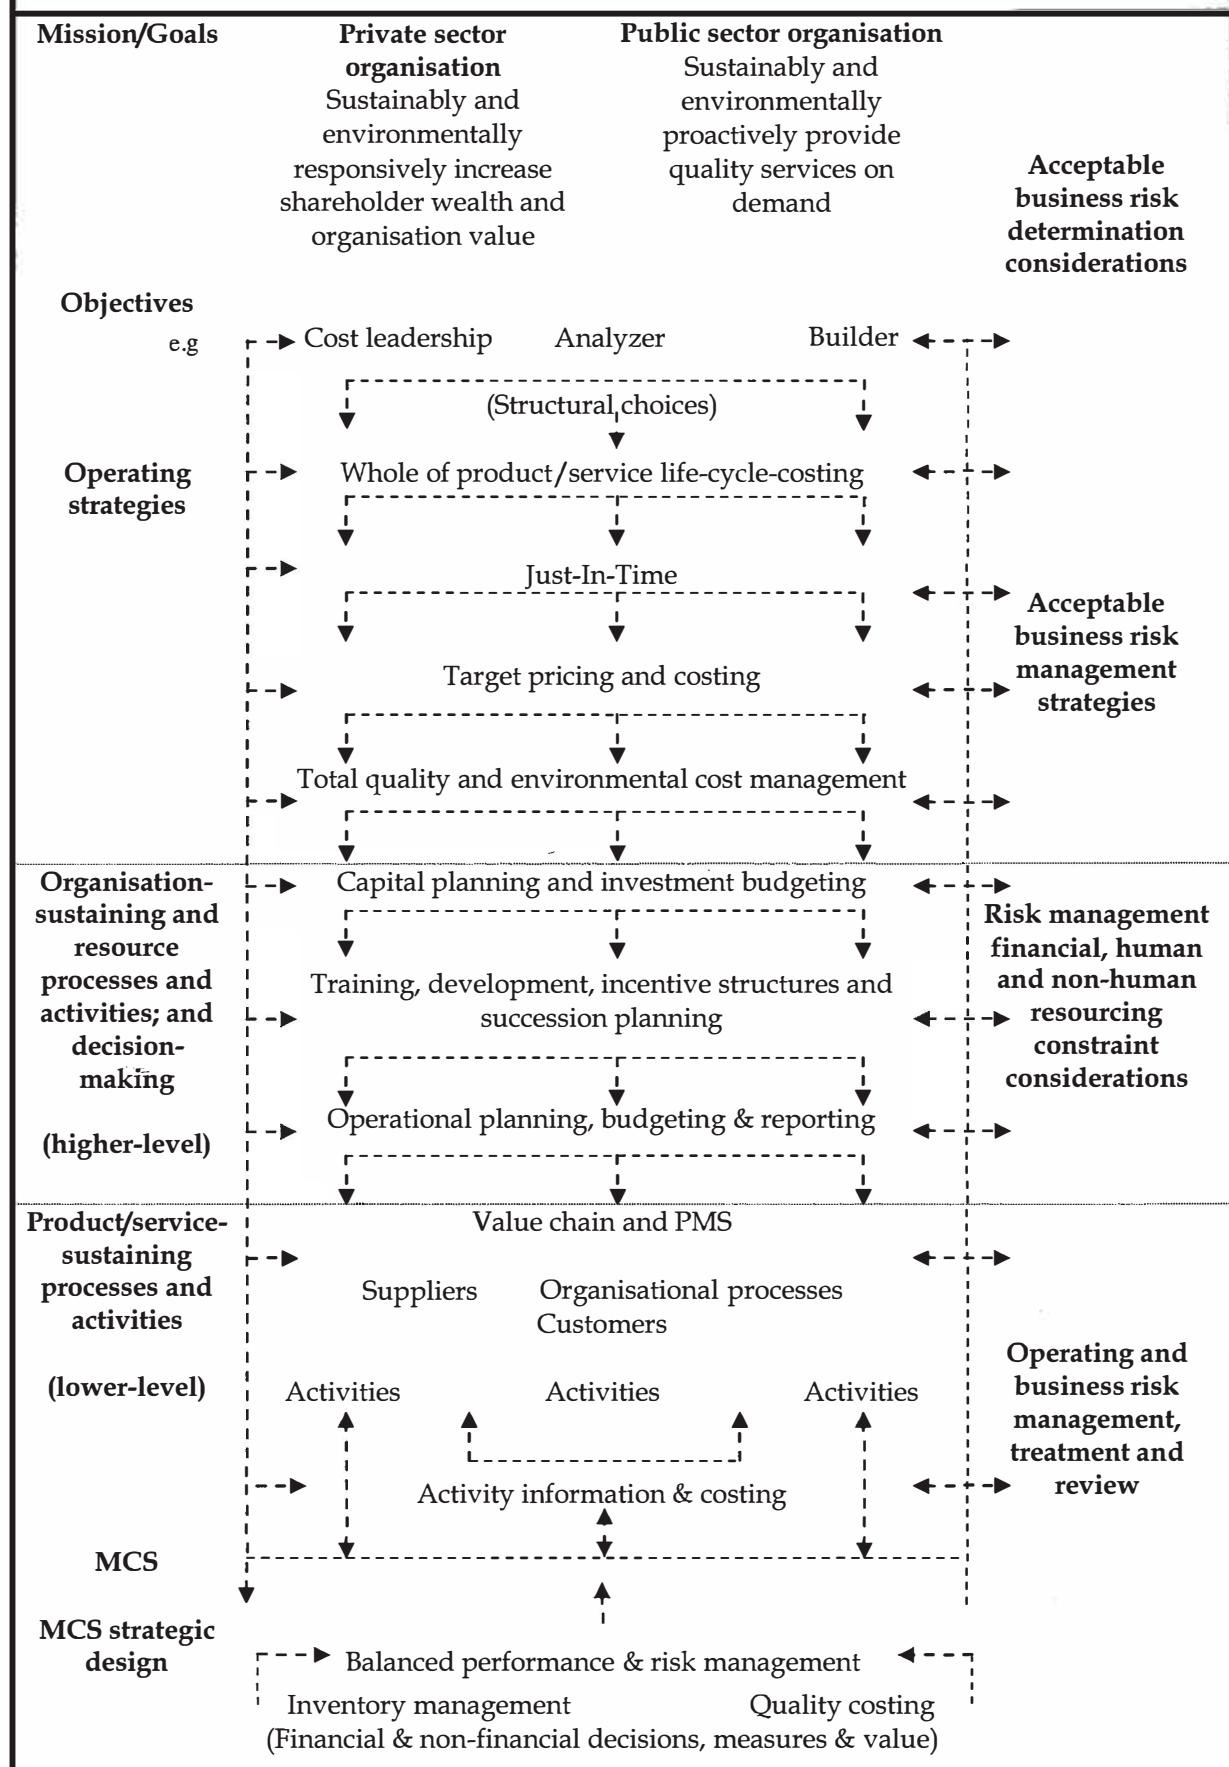 Mission/Goals
Private sector
organisation
Sustainably and
environmentally
responsively increase
shareholder wealth and
organisation value
Public sector organisation
Sustainably and
environmentally
proactively provide
quality services on
demand
Acceptable
business risk
determination
considerations
Objectives
e.g
Cost leadership
Analyzer
Builder
(Structural choices)
Operating
strategies
Whole of product/service life-cycle-costing
Just-In-Time
Acceptable
business risk
management
strategies
Target pricing and costing
Total quality and environmental cost management
Organisation-
sustaining and
resource
processes and
activities; and
decision-
making
(higher-level)
Capital planning and investment budgeting
Training, development, incentive structures and
succession planning
Operational planning, budgeting & reporting
Risk management
financial, human
and non-human
resourcing
constraint
considerations
Product/service-
sustaining
processes and
activities
(lower-level)
Value chain and PMS
Suppliers
Organisational processes
Customers
Activities
Activities
Activities
Activity information & costing
Operating and
business risk
management,
treatment and
review
MCS
MCS strategic
design
Balanced performance & risk management
Inventory management
Quality costing
(Financial & non-financial decisions, measures & value)